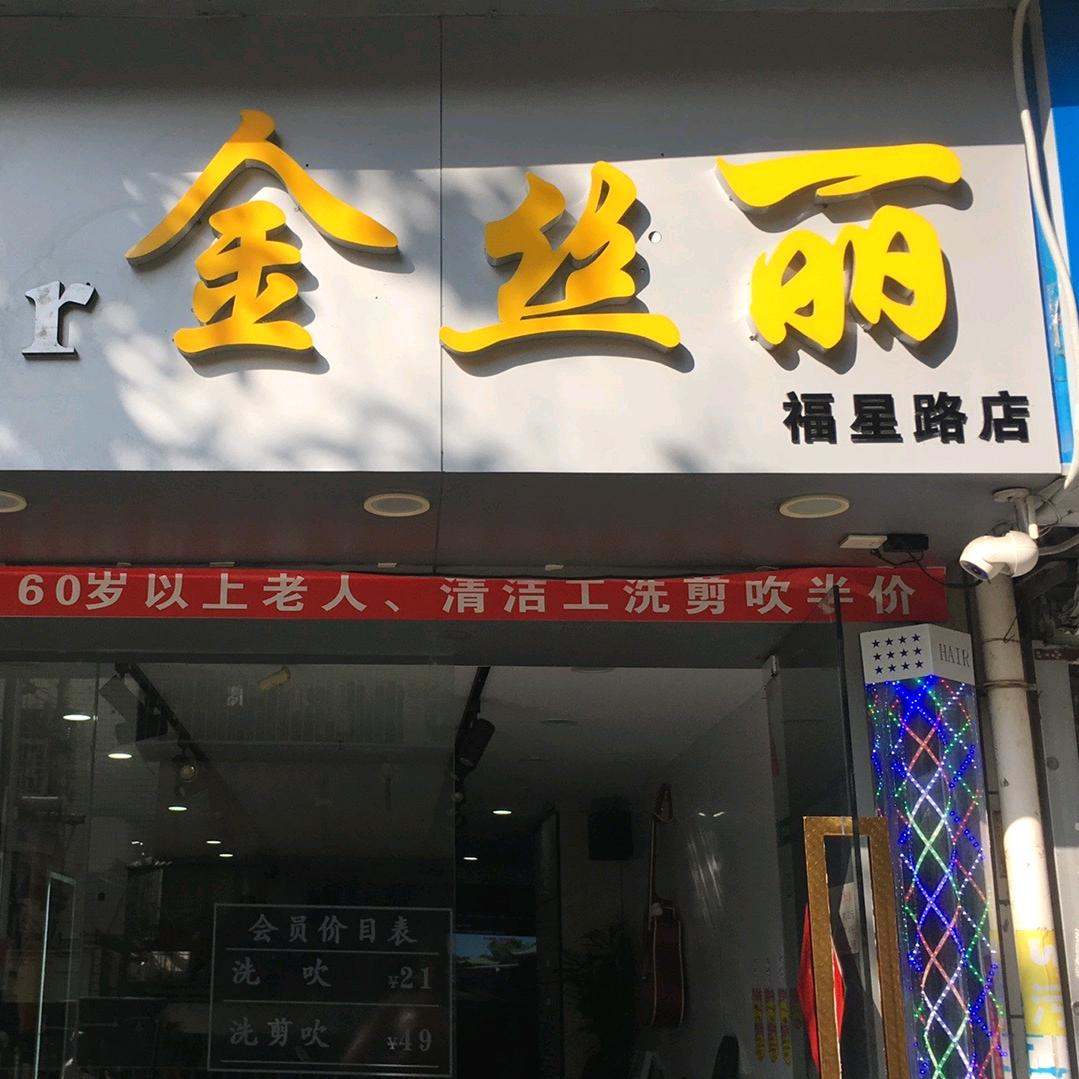 r 金丝丽
福星路店
60岁以上老人、清洁工洗剪吹半价
HAIR
会员价目表
洗 吹 ¥21
洗剪吹 ¥49